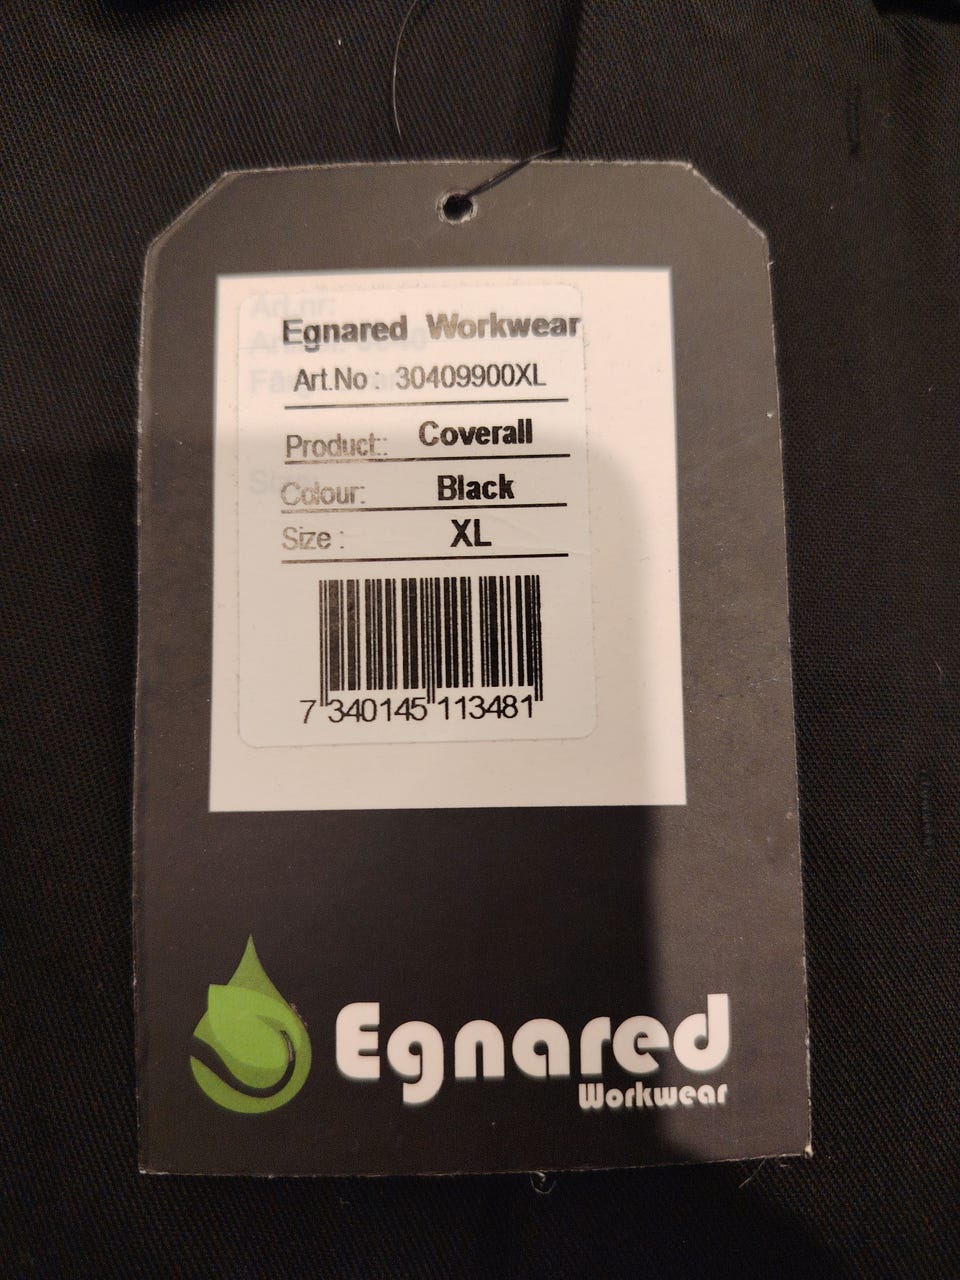 Egnared Workwear
Art.No : 30409900XL
Product:: Coverall
Colour: Black
Size : XL
7 340145 113481
Egnared
Workwear